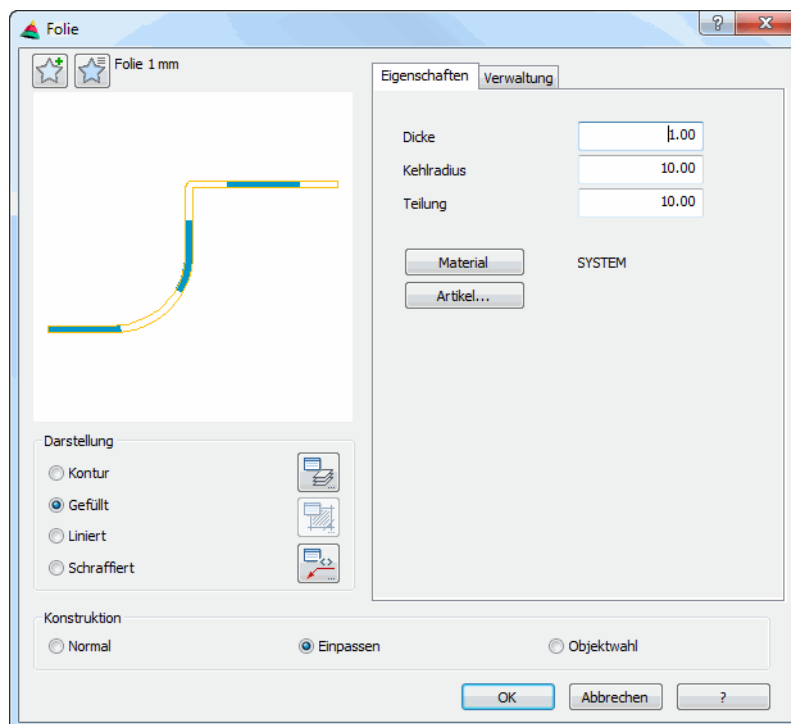 Folie
?
Folie 1 mm
Eigenschaften
Verwaltung
Dicke 1.00
Kehlradius 10.00
Teilung 10.00
Material SYSTEM
Artikel...
Darstellung
Kontur
Gefüllt
Liniert
Schraffiert
Konstruktion
Normal Einpassen Objektwahl
OK Abbrechen ?